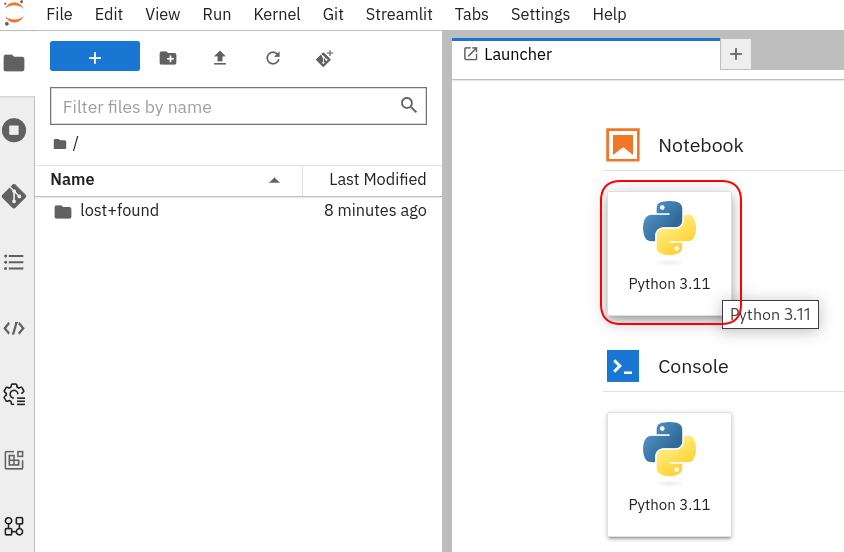 File Edit View Run Kernel Git Streamlit Tabs Settings Help
Launcher
Filter files by name
/
Name Last Modified
lost+found 8 minutes ago
Notebook
Python 3.11
Python 3.11
Console
Python 3.11